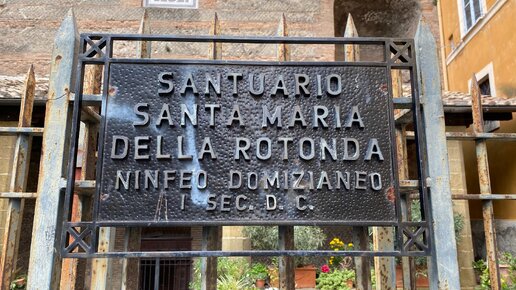 SANTUARIO
SANTA MARIA
DELLA ROTONDA
NINFEO DOMIZIANEO
I SEC. D. C.